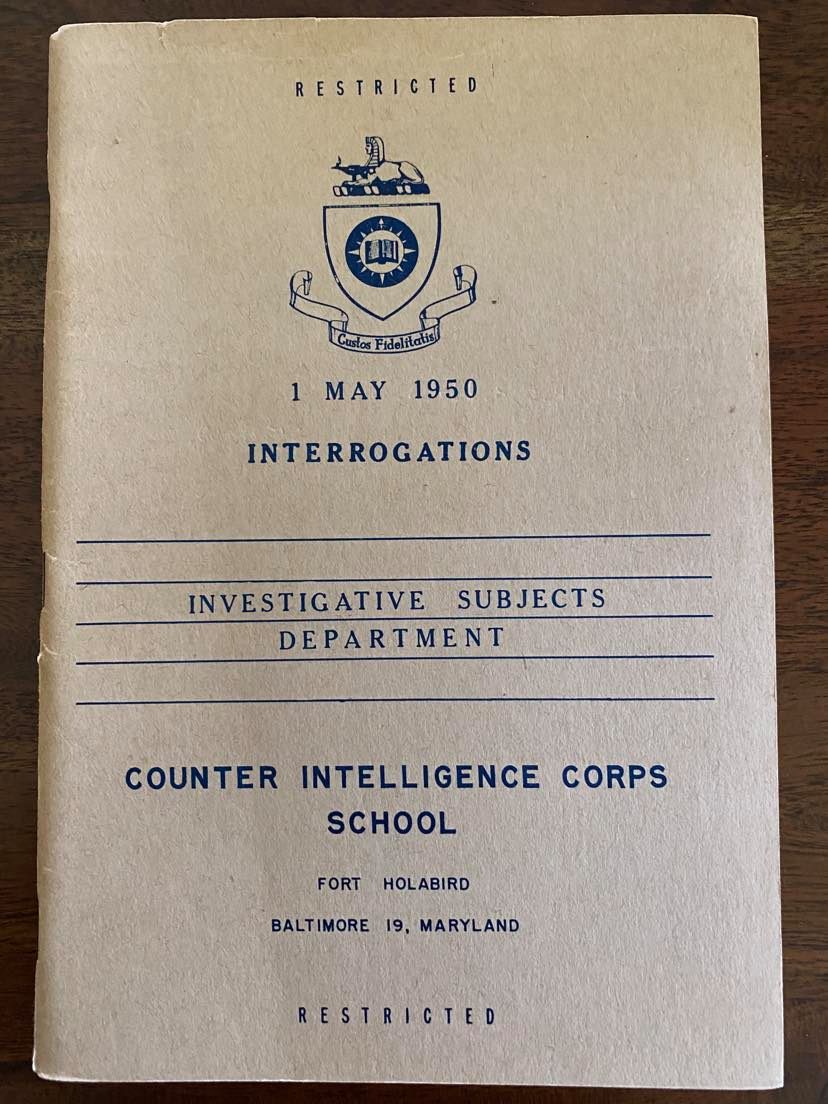 RESTRICTED
Custos Fidelitatis
1 MAY 1950
INTERROGATIONS
INVESTIGATIVE SUBJECTS
DEPARTMENT
COUNTER INTELLIGENCE CORPS
SCHOOL
FORT HOLABIRD
BALTIMORE 19, MARYLAND
RESTRICTED